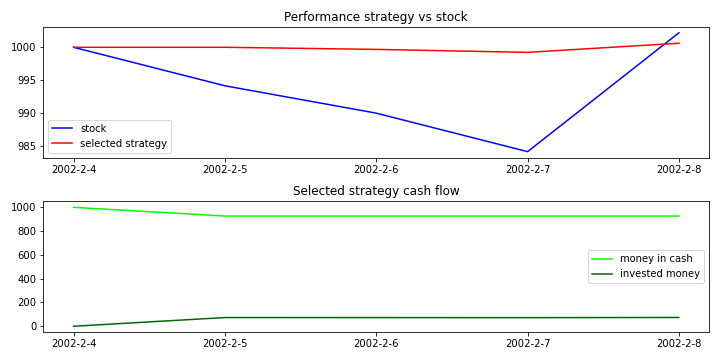 Performance strategy vs stock
1000
995
990
985
stock
selected strategy
2002-2-4 2002-2-5 2002-2-6 2002-2-7 2002-2-8
Selected strategy cash flow
1000
800
600
400
200
0
money in cash
invested money
2002-2-4 2002-2-5 2002-2-6 2002-2-7 2002-2-8